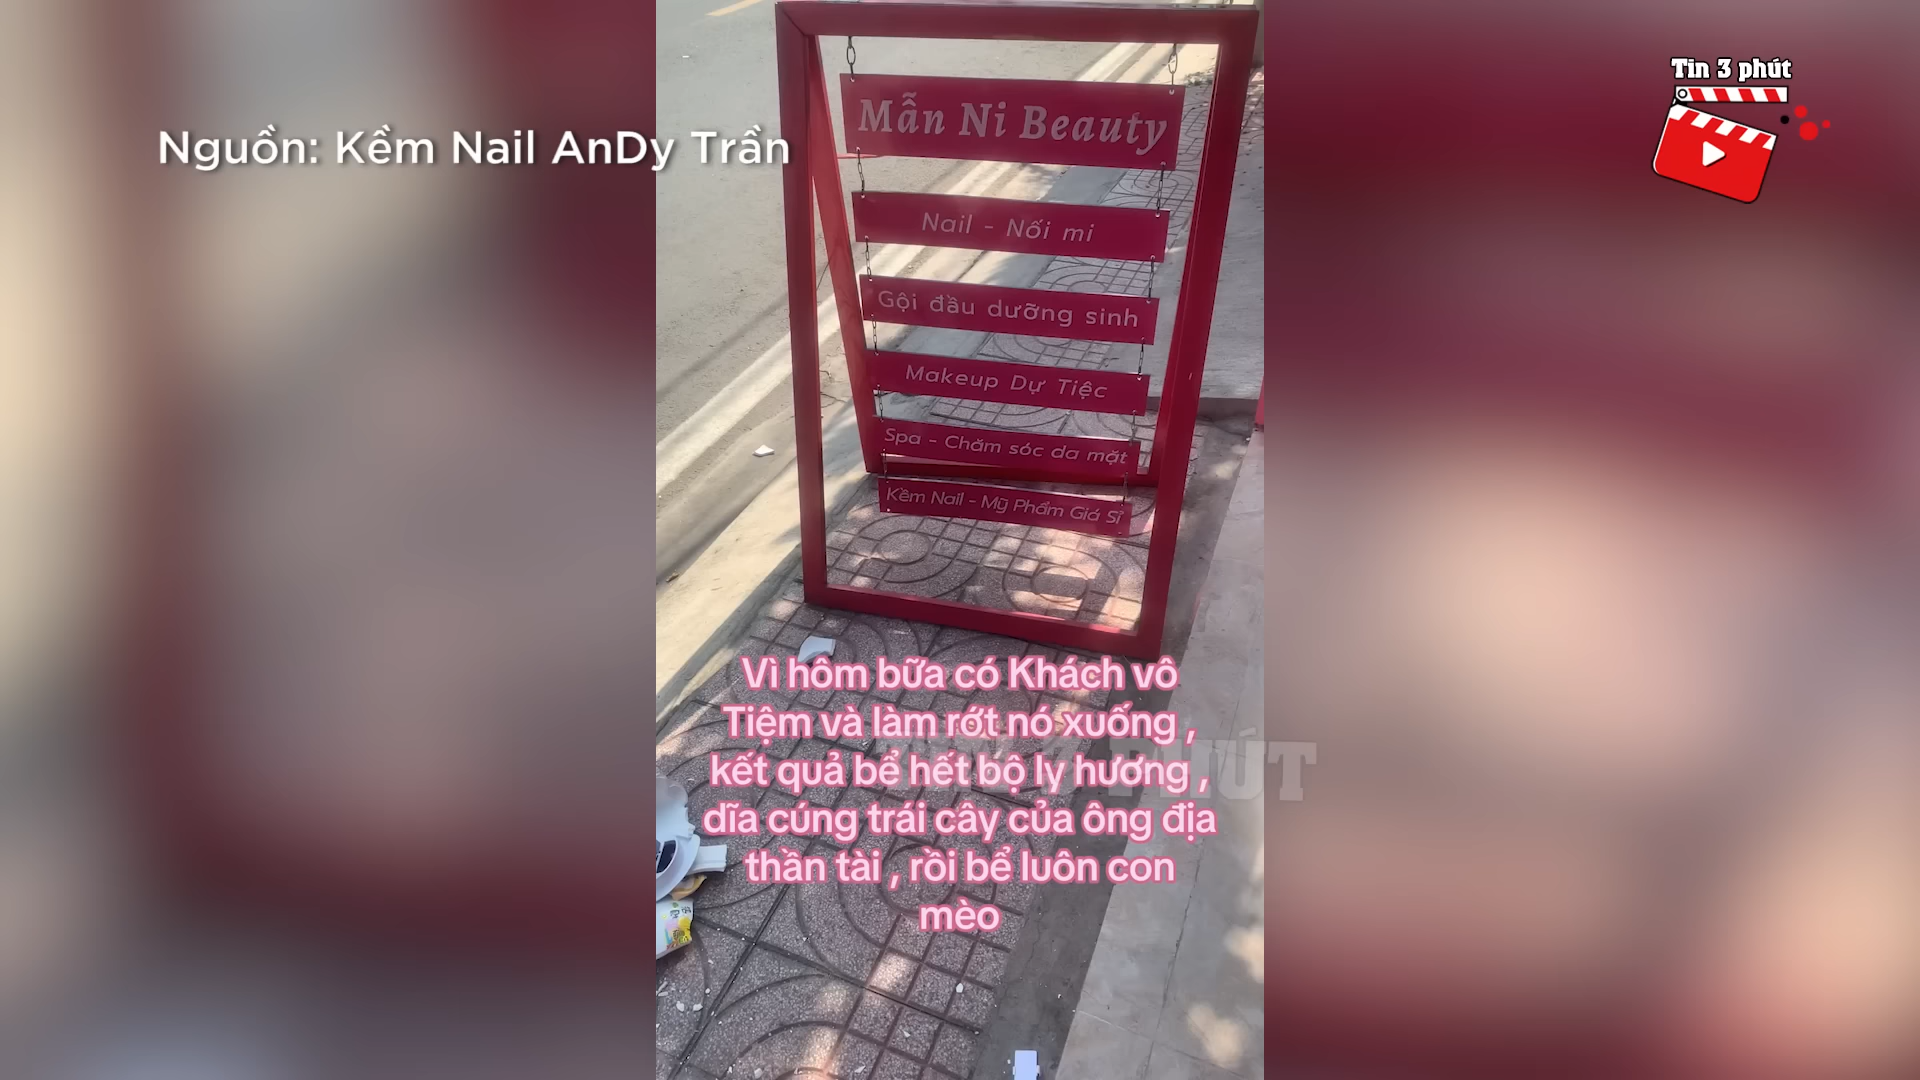 Tin 3 phút
Nguồn: Kềm Nail AnDy Trần
Mẫn Ni Beauty
Nail - Nối mi
Gội đầu dưỡng sinh
Makeup Dự Tiệc
Spa - Chăm sóc da mặt
Kềm Nail - Mỹ Phẩm Giá Sỉ
Vì hôm bữa có Khách vô
Tiệm và làm rớt nó xuống ,
kết quả bể hết bộ ly hương ,
dĩa cúng trái cây của ông địa
thần tài , rồi bể luôn con
mèo
TIN 3 PHÚT